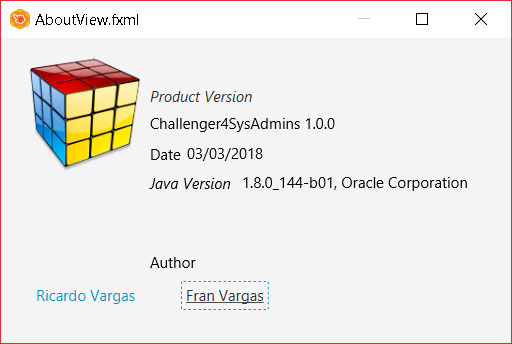 AboutView.fxml
Product Version
Challenger4SysAdmins 1.0.0
Date 03/03/2018
Java Version 1.8.0_144-b01, Oracle Corporation
Author
Ricardo Vargas Fran Vargas